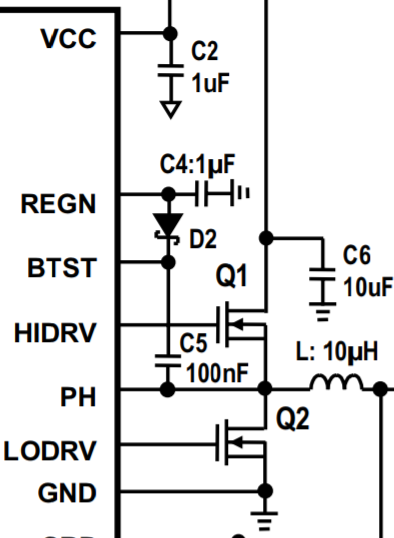 VCC
C2
1uF
C4:1µF
REGN
D2
BTST
Q1
C6
10uF
HIDRV
C5
L: 10µH
100nF
PH
Q2
LODRV
GND